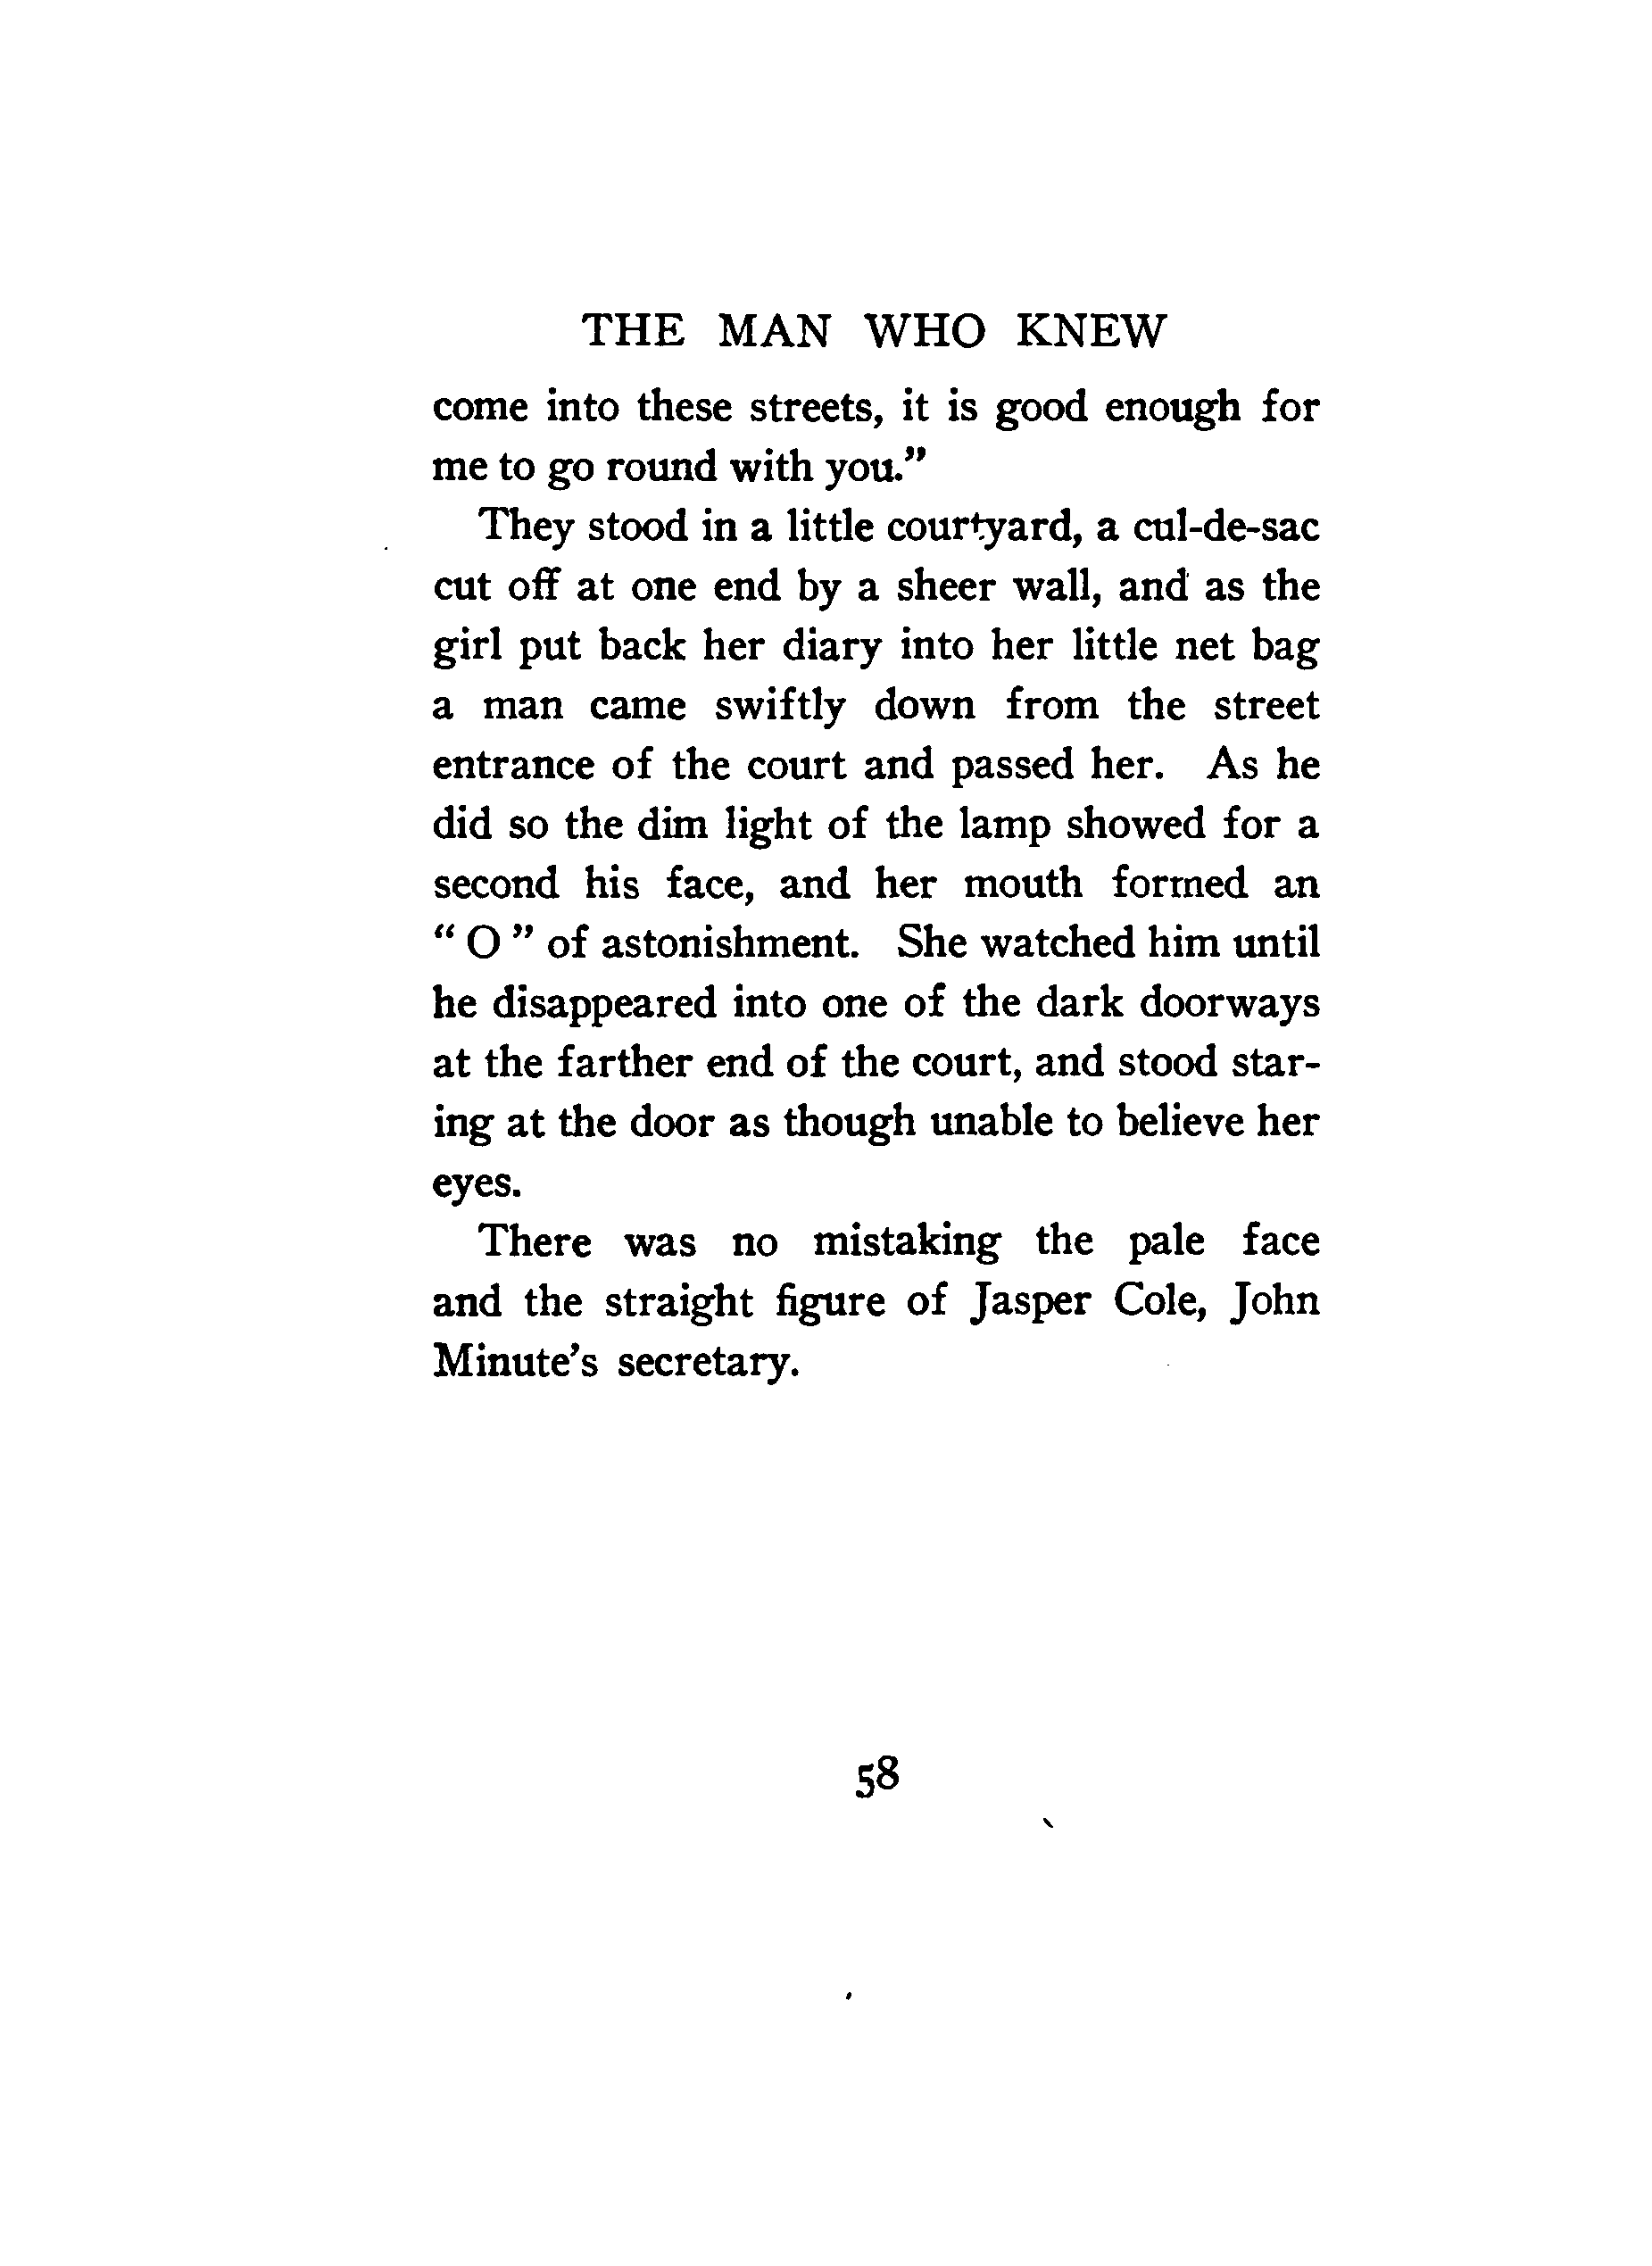 THE MAN WHO KNEW
come into these streets, it is good enough for
me to go round with you."
They stood in a little courtyard, a cul-de-sac
cut off at one end by a sheer wall, and as the
girl put back her diary into her little net bag
a man came swiftly down from the street
entrance of the court and passed her. As he
did so the dim light of the lamp showed for a
second his face, and her mouth formed an
" O " of astonishment. She watched him until
he disappeared into one of the dark doorways
at the farther end of the court, and stood star-
ing at the door as though unable to believe her
eyes.
There was no mistaking the pale face
and the straight figure of Jasper Cole, John
Minute's secretary.
58